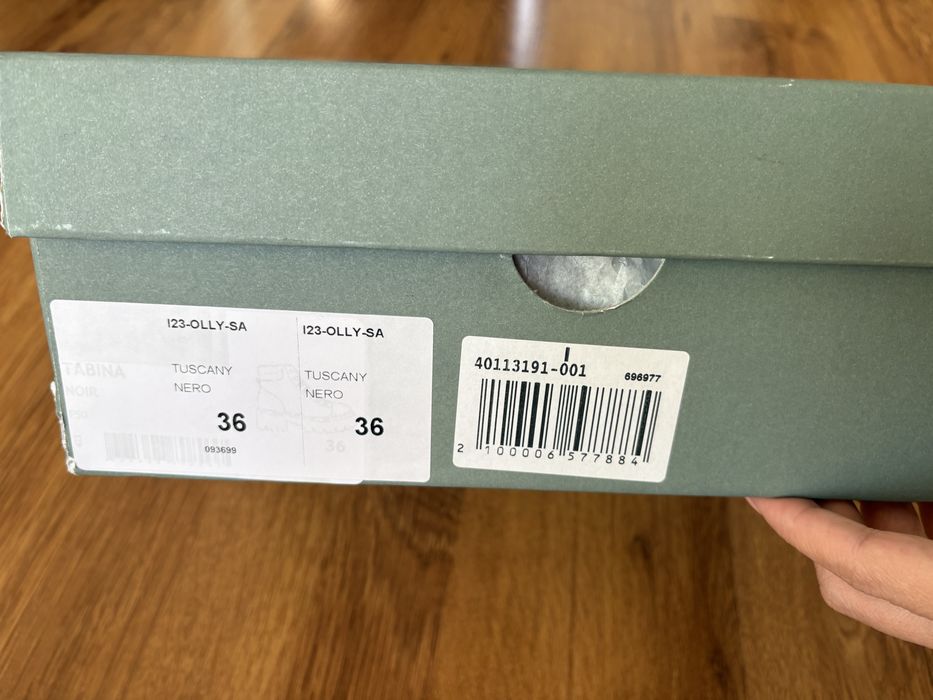 I23-OLLY-SA
TUSCANY
NERO
36
093699
I23-OLLY-SA
TUSCANY
NERO
36
TABINA
NOIR
36
40113191-001
696977
2 100006 577884